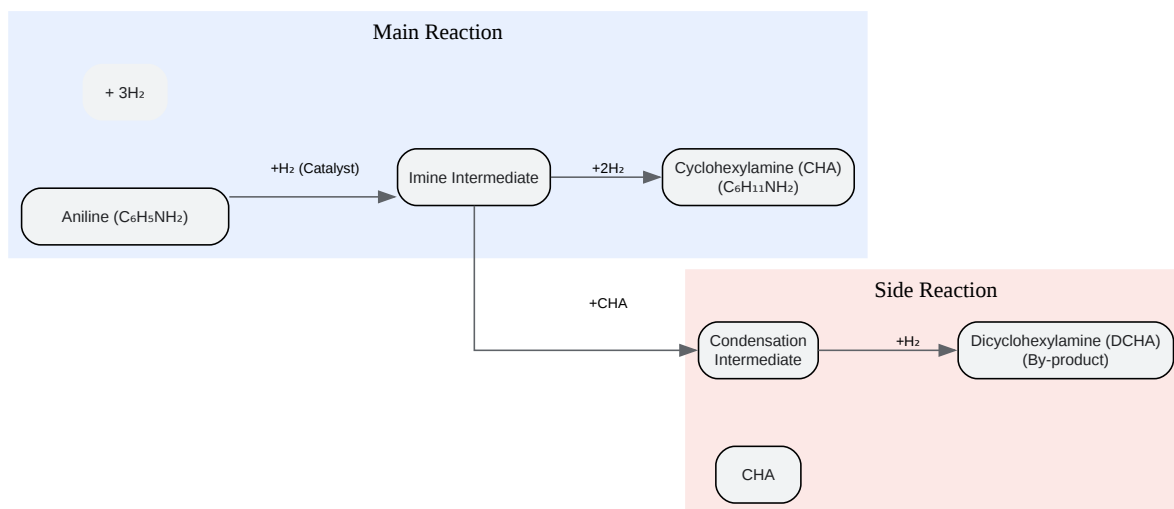 Main Reaction
+ 3H₂
+H₂ (Catalyst)
Aniline (C₆H₅NH₂)
Imine Intermediate
+2H₂
Cyclohexylamine (CHA)
(C₆H₁₁NH₂)
Side Reaction
+CHA
Condensation
Intermediate
+H₂
Dicyclohexylamine (DCHA)
(By-product)
CHA